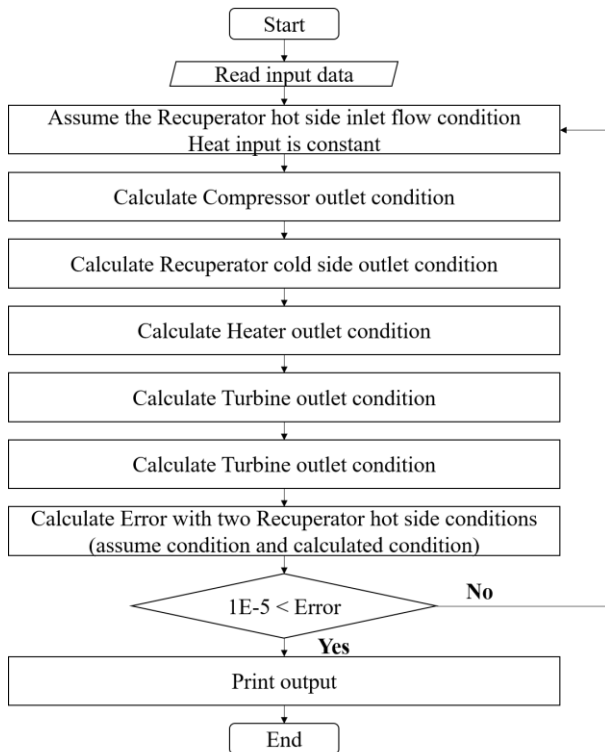 Start
Read input data
Assume the Recuperator hot side inlet flow condition
Heat input is constant
Calculate Compressor outlet condition
Calculate Recuperator cold side outlet condition
Calculate Heater outlet condition
Calculate Turbine outlet condition
Calculate Turbine outlet condition
Calculate Error with two Recuperator hot side conditions
(assume condition and calculated condition)
1E-5 < Error
No
Yes
Print output
End